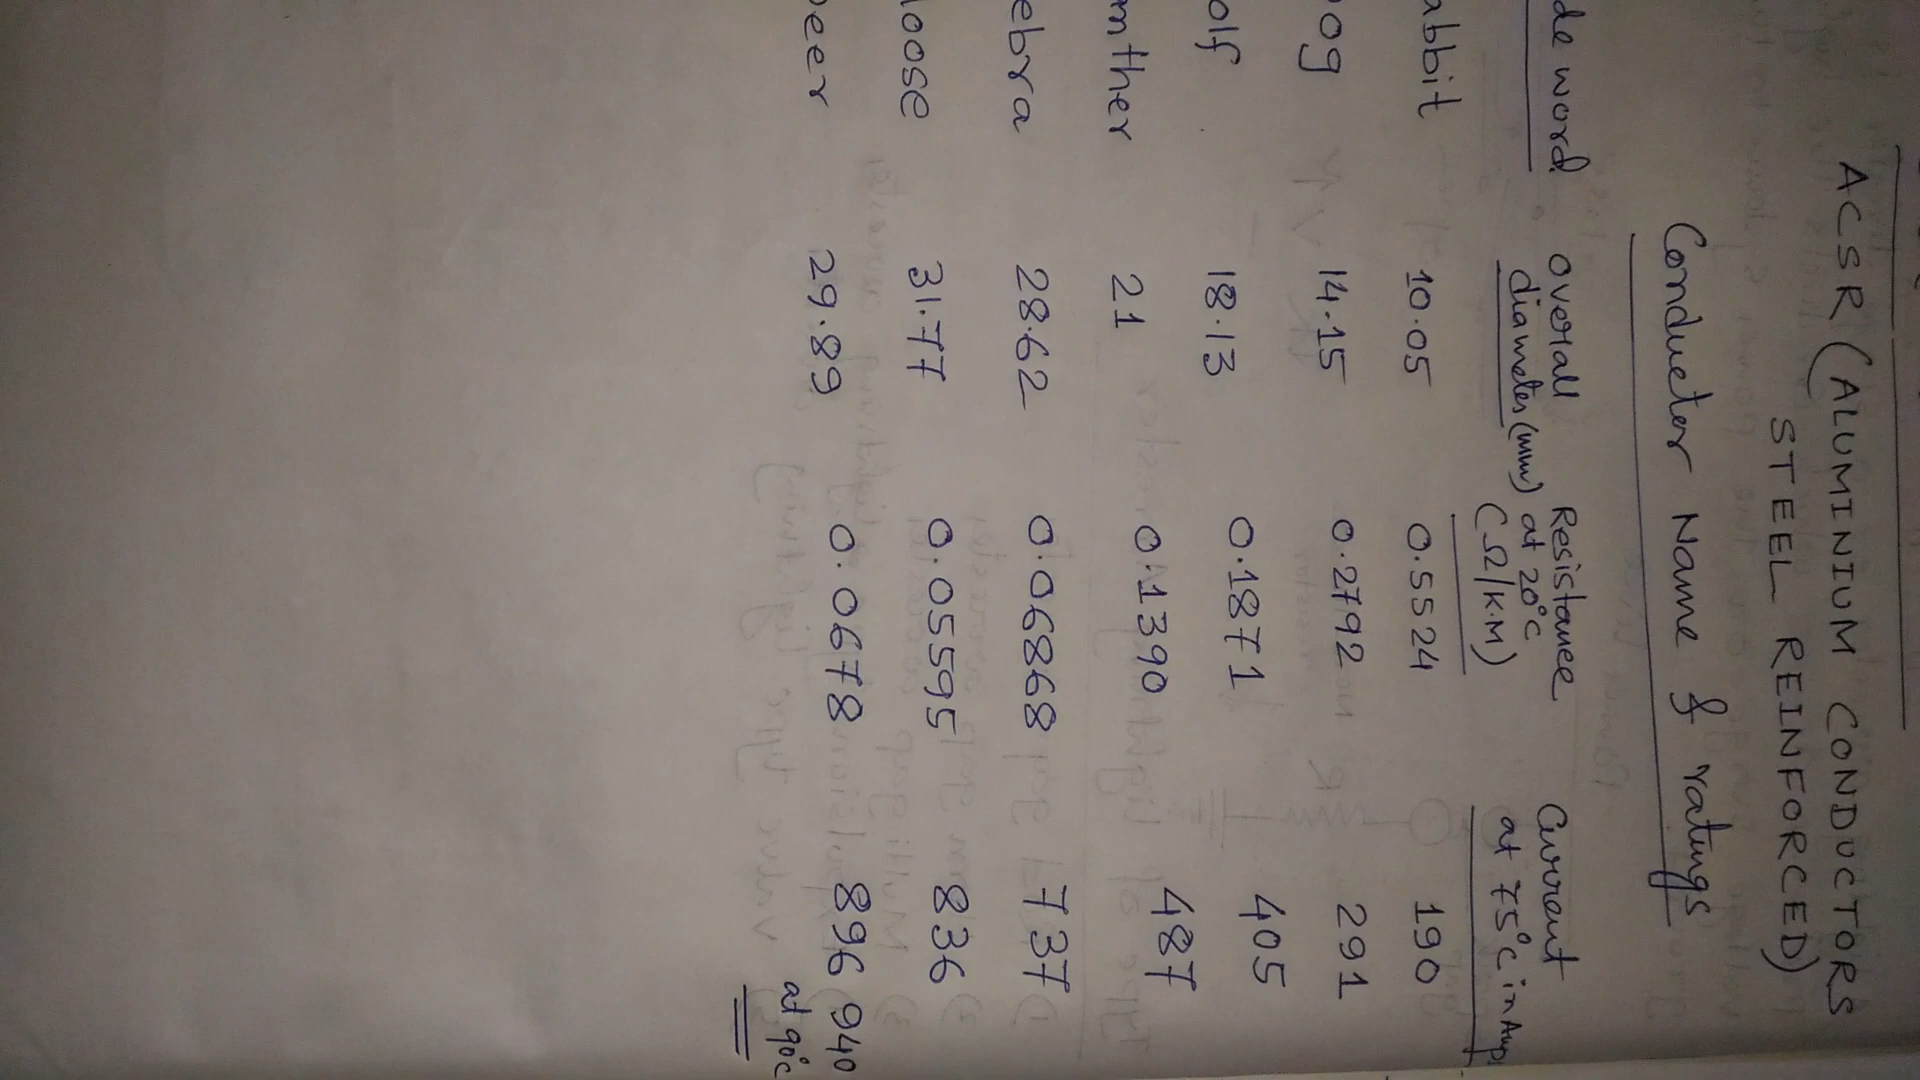 ACSR (ALUMINIUM CONDUCTORS
STEEL REINFORCED)
Conductor Name & ratings
de word overall diameter (mm) Resistance at 20°c (Ω/K.M) Current at 75°c in Amp
abbit 10.05 0.5524 190
og 14.15 0.2792 291
olf 18.13 0.1871 405
nther 21 0.1390 487
ebra 28.62 0.06868 737
oose 31.77 0.05595 836
eer 29.89 0.0678 896 940
at 90°c